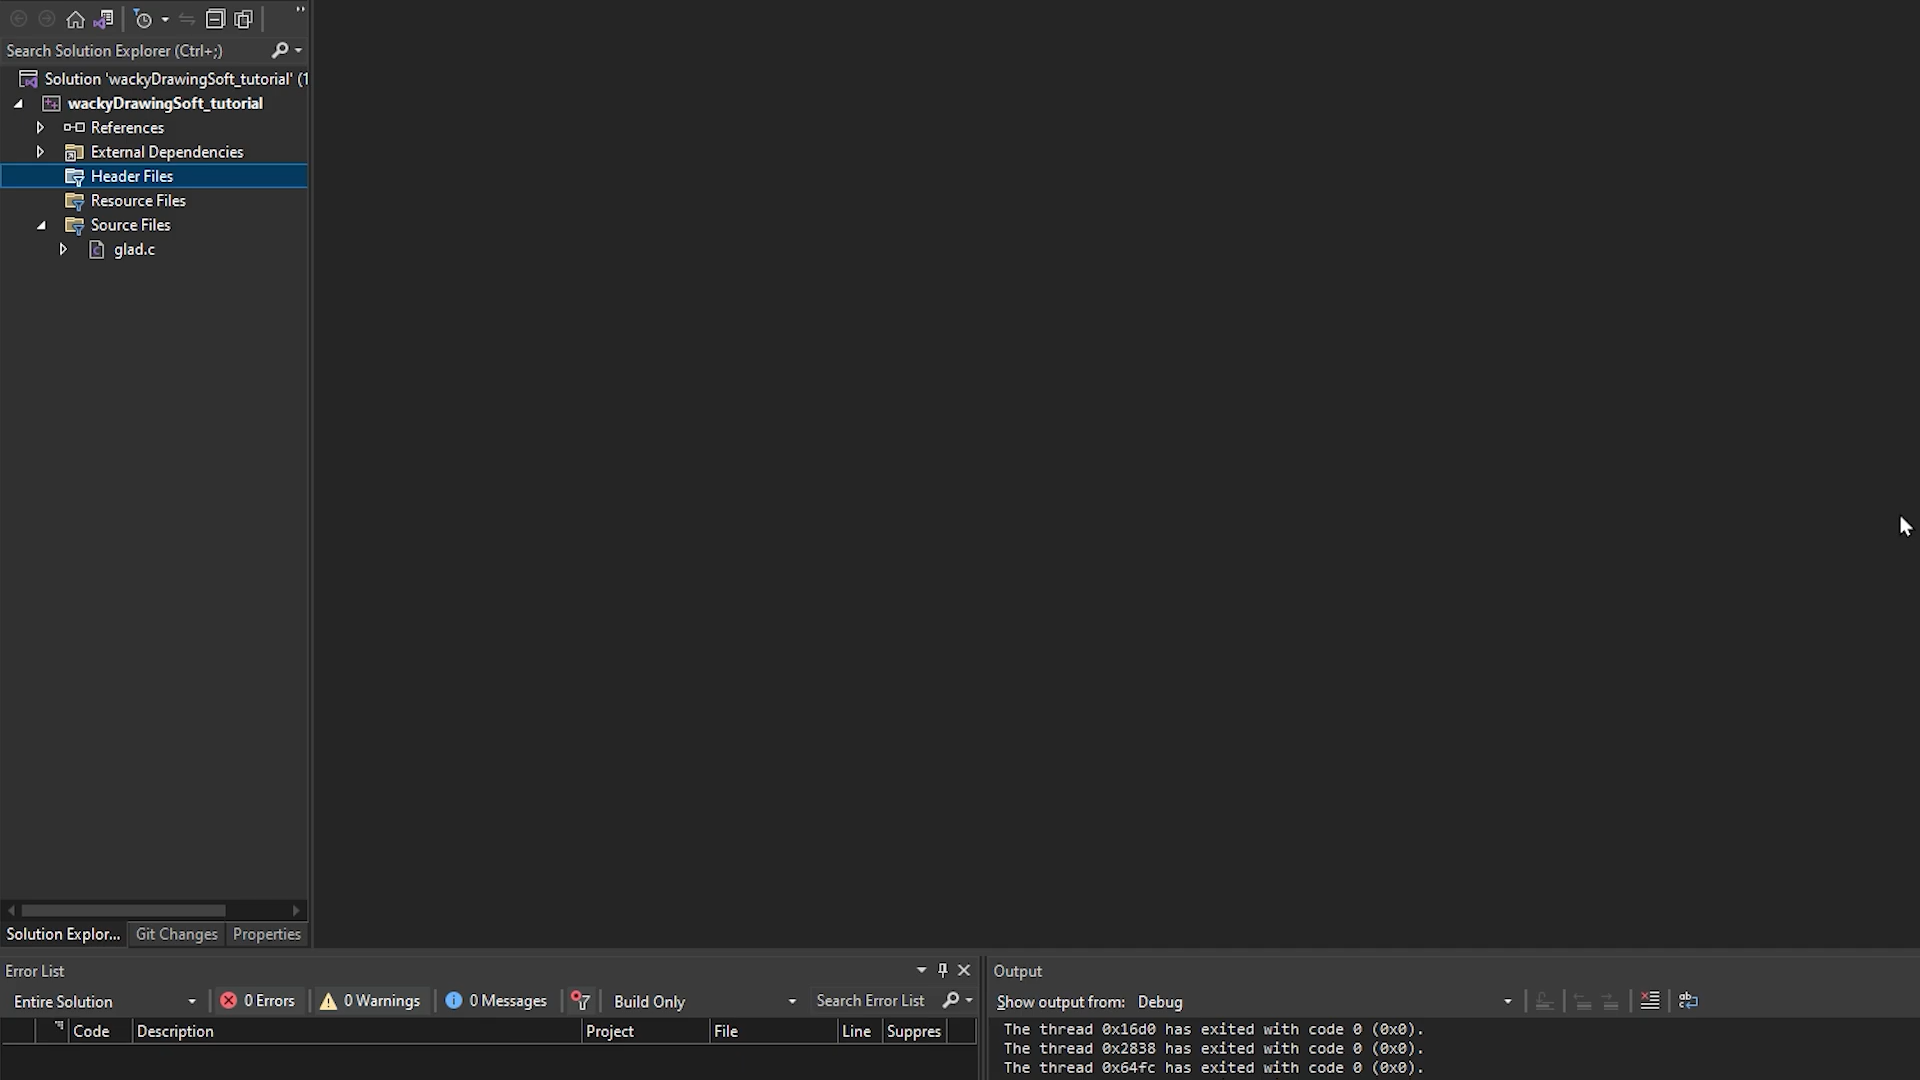 Search Solution Explorer (Ctrl+;)
Solution 'wackyDrawingSoft_tutorial' (1
wackyDrawingSoft_tutorial
References
External Dependencies
Header Files
Resource Files
Source Files
glad.c
Solution Explor...
Git Changes
Properties
Error List
Entire Solution
0 Errors
0 Warnings
0 Messages
Build Only
Search Error List
Code
Description
Project
File
Line
Suppres
Output
Show output from: Debug
The thread 0x16d0 has exited with code 0 (0x0).
The thread 0x2838 has exited with code 0 (0x0).
The thread 0x64fc has exited with code 0 (0x0).